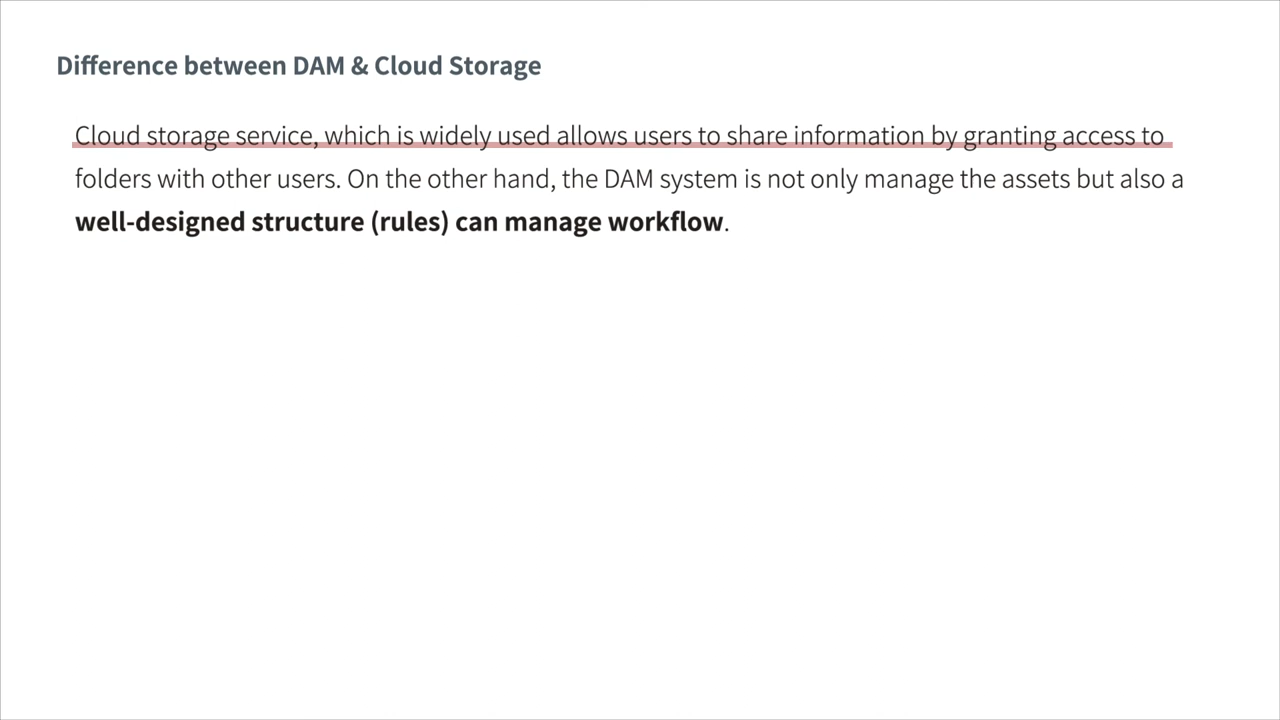 Difference between DAM & Cloud Storage
Cloud storage service, which is widely used allows users to share information by granting access to
folders with other users. On the other hand, the DAM system is not only manage the assets but also a
well-designed structure (rules) can manage workflow.